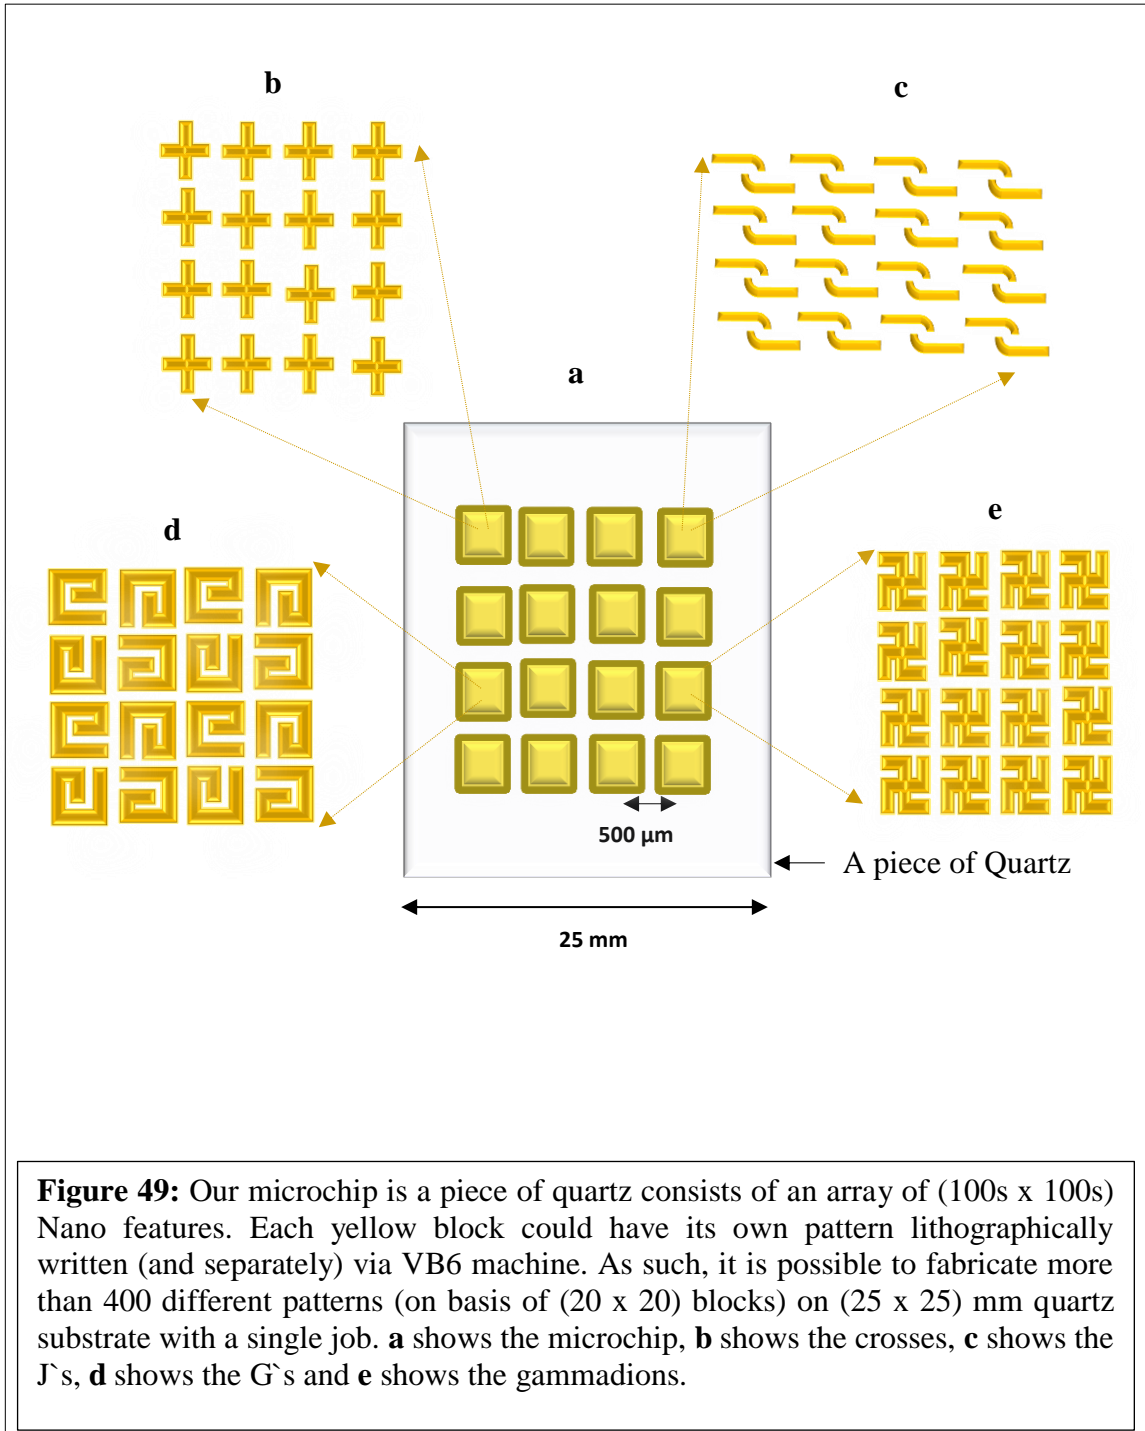 b
c
a
d
e
500 µm
A piece of Quartz
25 mm
Figure 49: Our microchip is a piece of quartz consists of an array of (100s x 100s)
Nano features. Each yellow block could have its own pattern lithographically
written (and separately) via VB6 machine. As such, it is possible to fabricate more
than 400 different patterns (on basis of (20 x 20) blocks) on (25 x 25) mm quartz
substrate with a single job. a shows the microchip, b shows the crosses, c shows the
J`s, d shows the G`s and e shows the gammadions.